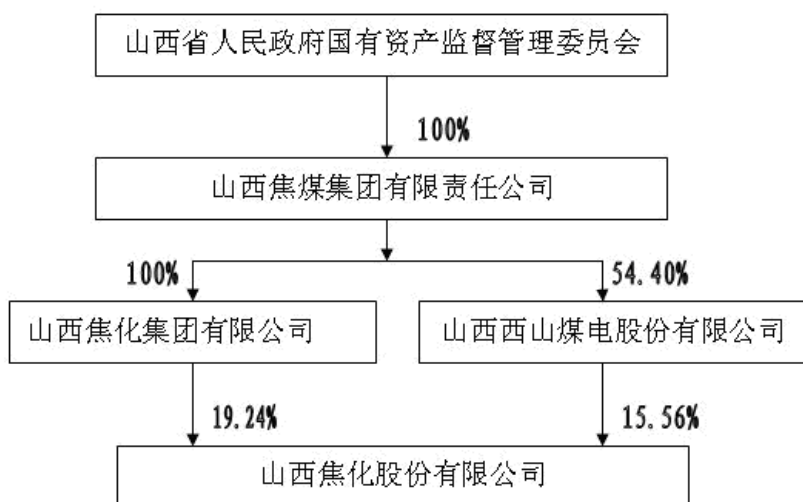 山西省人民政府国有资产监督管理委员会
100%
山西焦煤集团有限责任公司
100%
54.40%
山西焦化集团有限公司
山西西山煤电股份有限公司
19.24%
15.56%
山西焦化股份有限公司